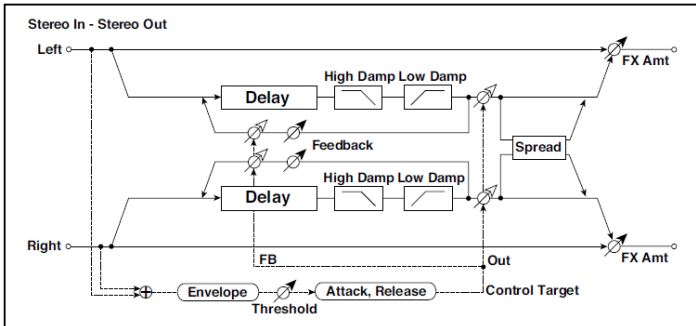 Stereo In - Stereo Out
Left
FX Amt
High Damp Low Damp
Delay
Feedback
Spread
High Damp Low Damp
Delay
Right
FB
Out
FX Amt
Envelope
Threshold
Attack, Release
Control Target